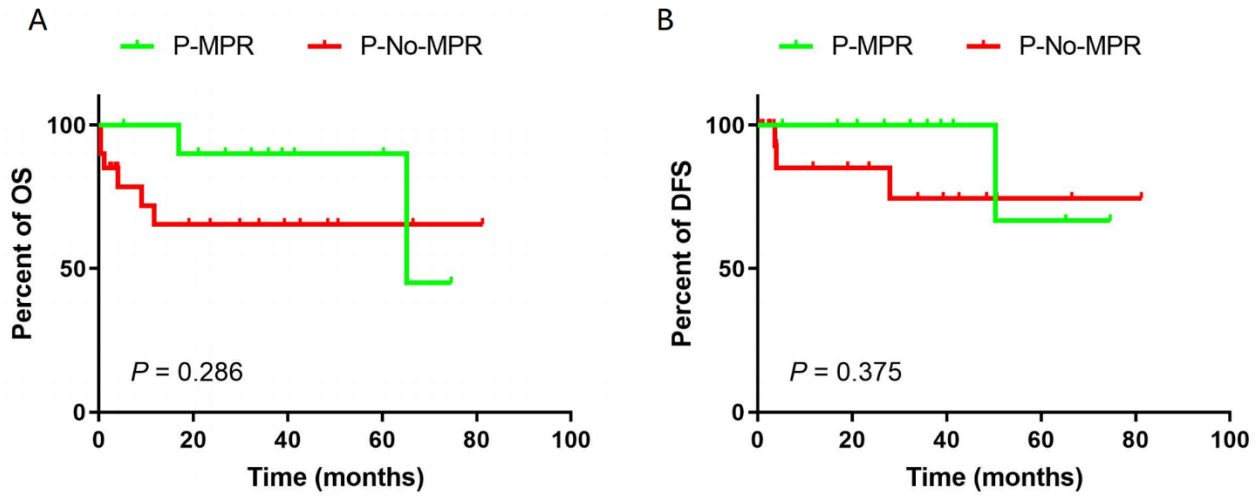 A
P-MPR P-No-MPR
Percent of OS
100
50
0
P = 0.286
0 20 40 60 80 100
Time (months)
B
P-MPR P-No-MPR
Percent of DFS
100
50
0
P = 0.375
0 20 40 60 80 100
Time (months)